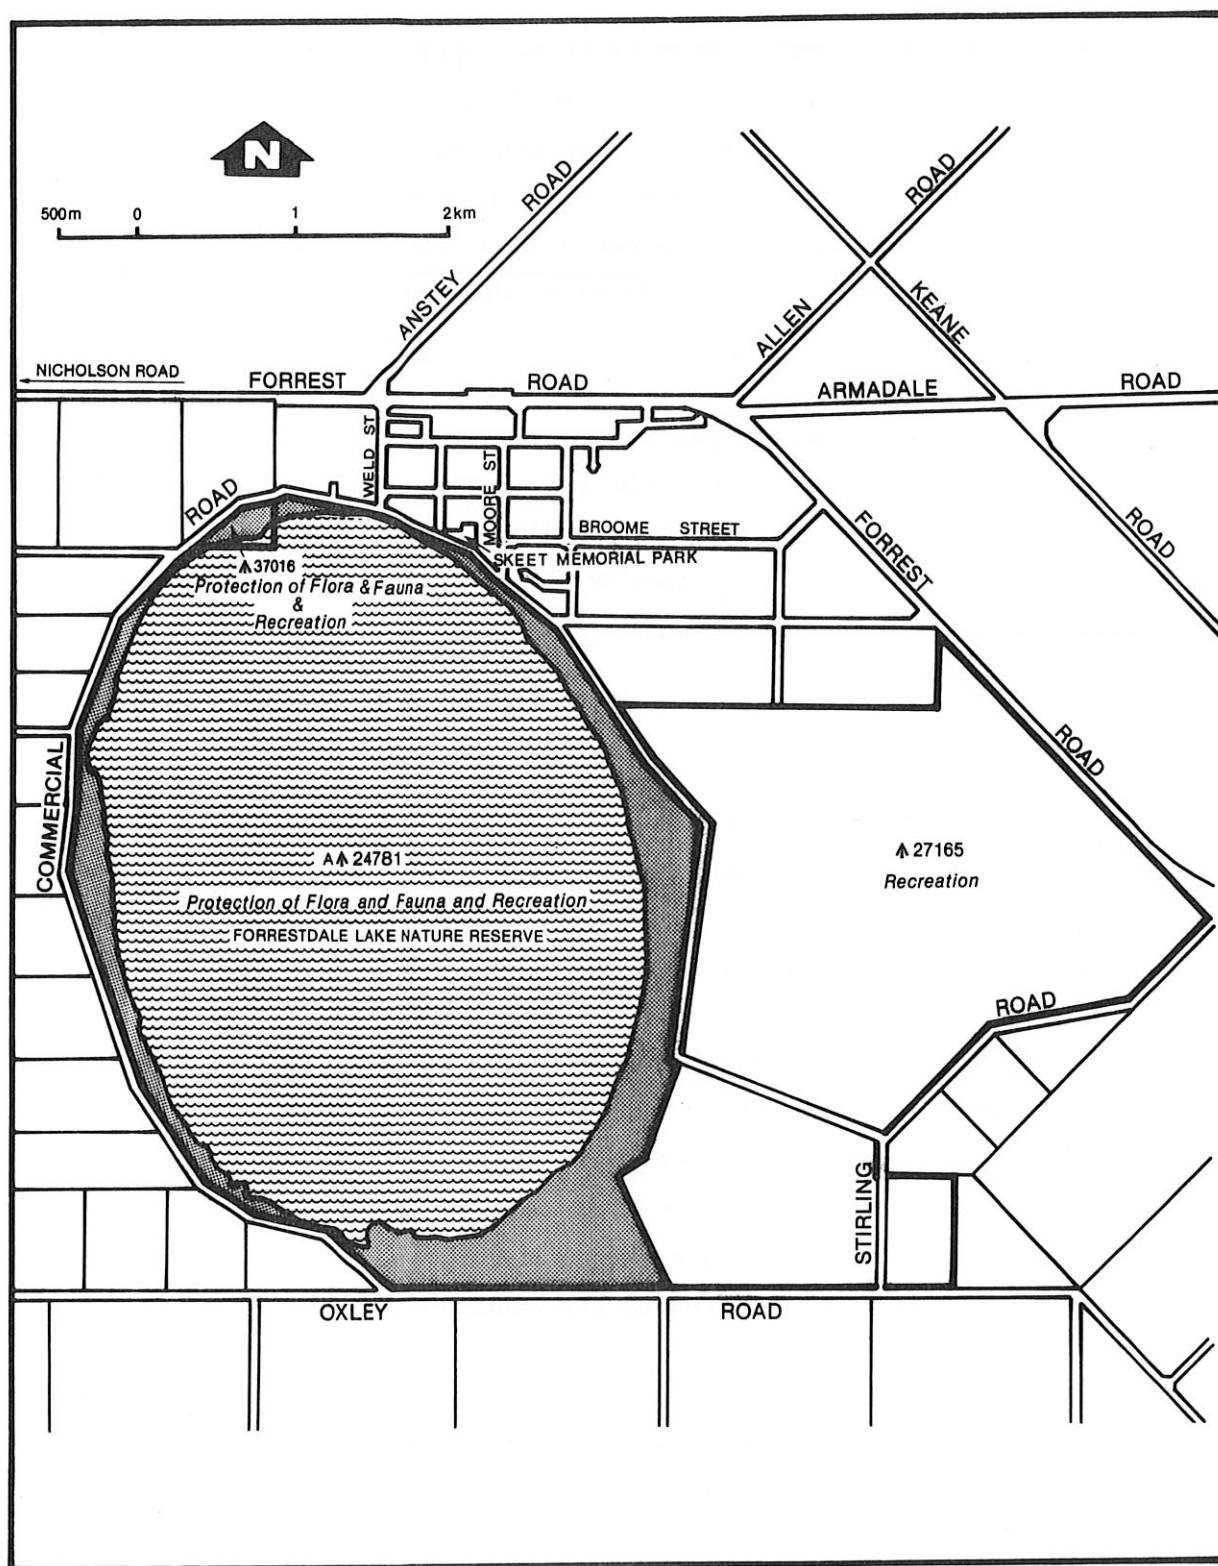 N
500m 0 1 2km
ANSTEY ROAD
ALLEN ROAD
KEANE
ROAD
NICHOLSON ROAD
FORREST ROAD
ARMADALE ROAD
WELD ST
MOORE ST
ROAD
BROOME STREET
FORREST
ROAD
SKEET MEMORIAL PARK
37016
Protection of Flora & Fauna
&
Recreation
COMMERCIAL
A 24781
Protection of Flora and Fauna and Recreation
FORRESTDALE LAKE NATURE RESERVE
27165
Recreation
ROAD
STIRLING
ROAD
OXLEY ROAD